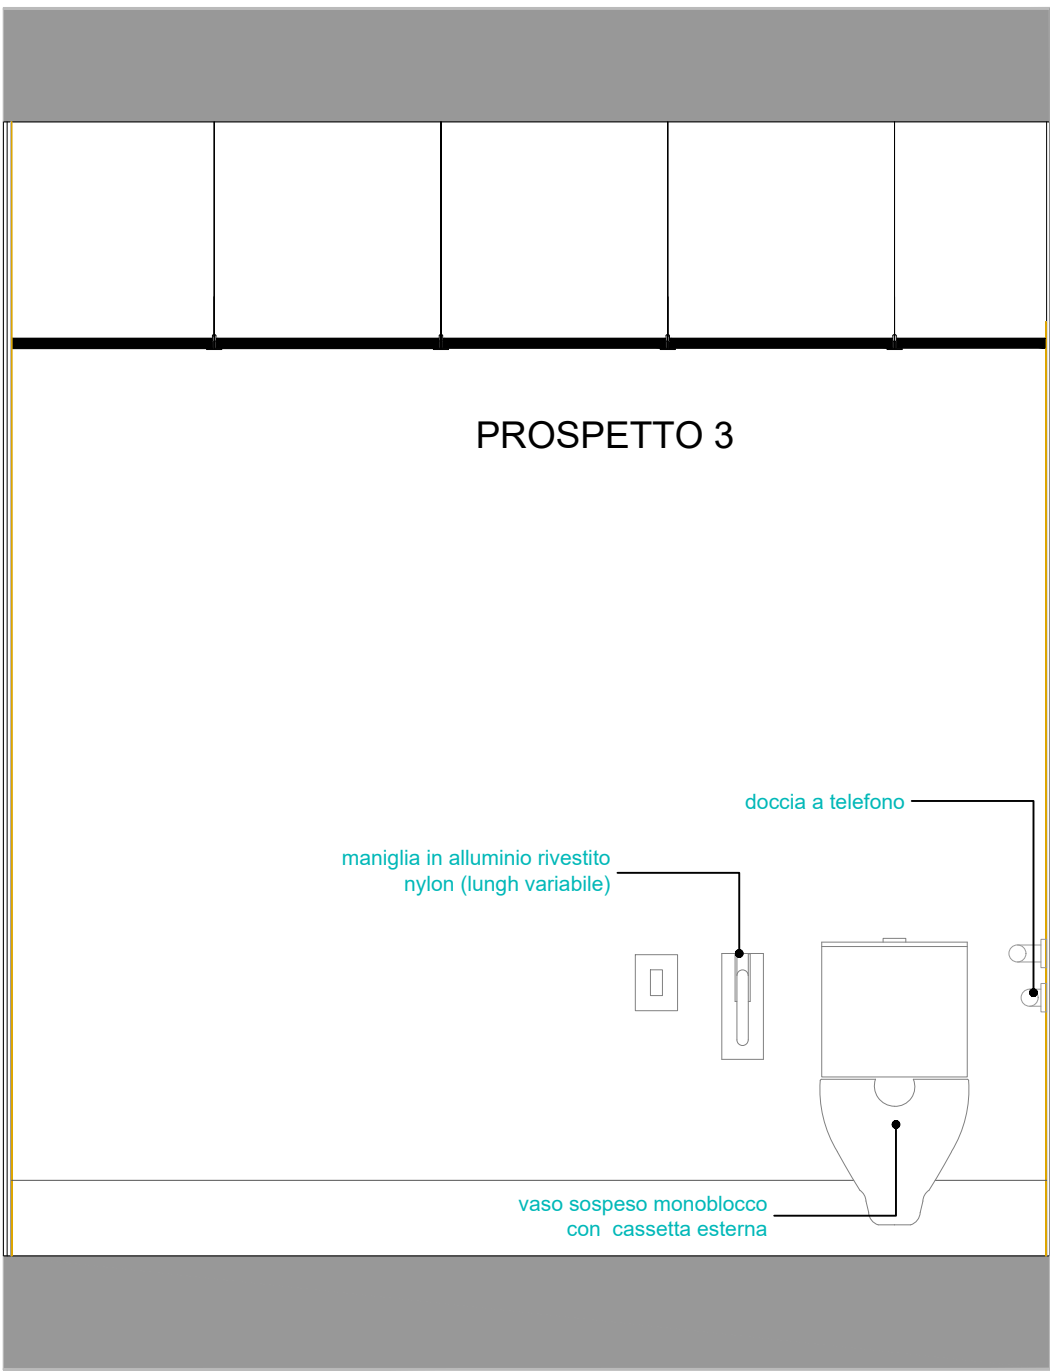 PROSPETTO 3
doccia a telefono
maniglia in alluminio rivestito
nylon (lungh variabile)
vaso sospeso monoblocco
con  cassetta esterna